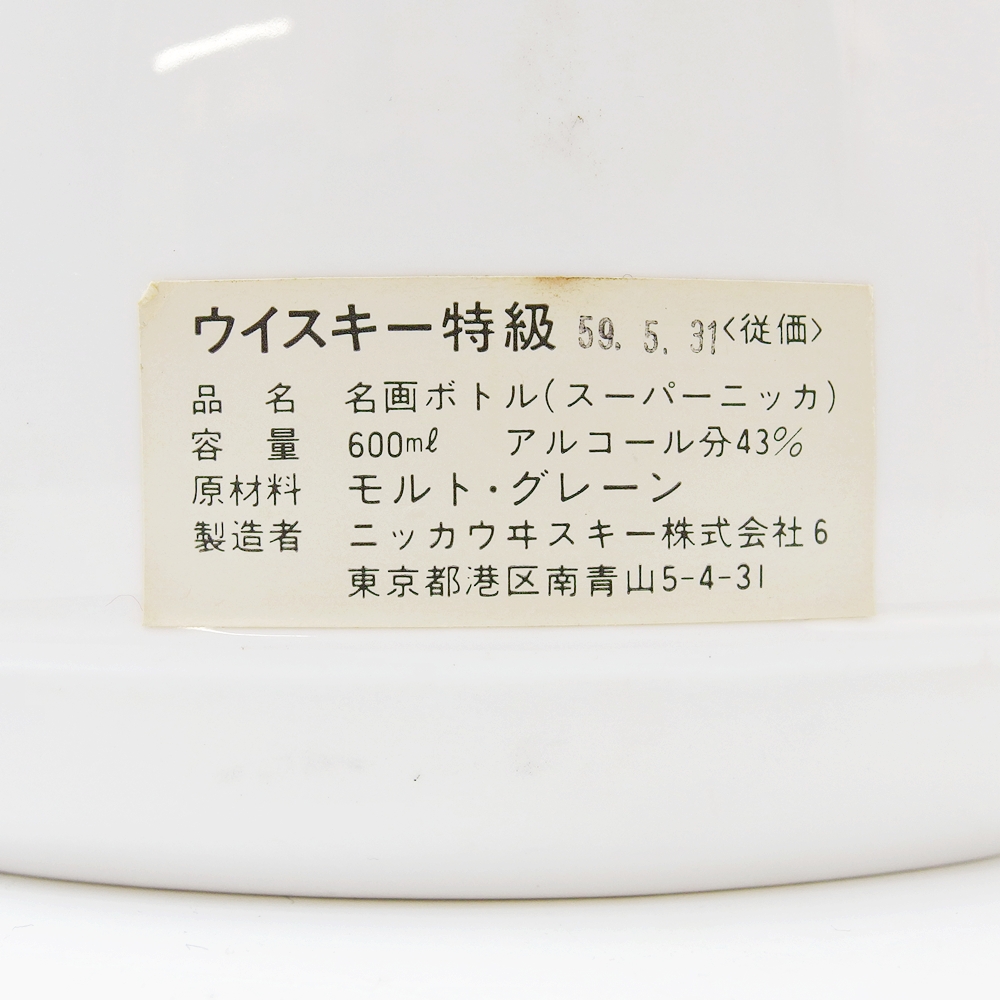 ウイスキー特級 59. 5. 31<従価>
品名 名画ボトル(スーパーニッカ)
容量 600ml アルコール分43%
原材料 モルト・グレーン
製造者 ニッカウヰスキー株式会社6
東京都港区南青山5-4-31